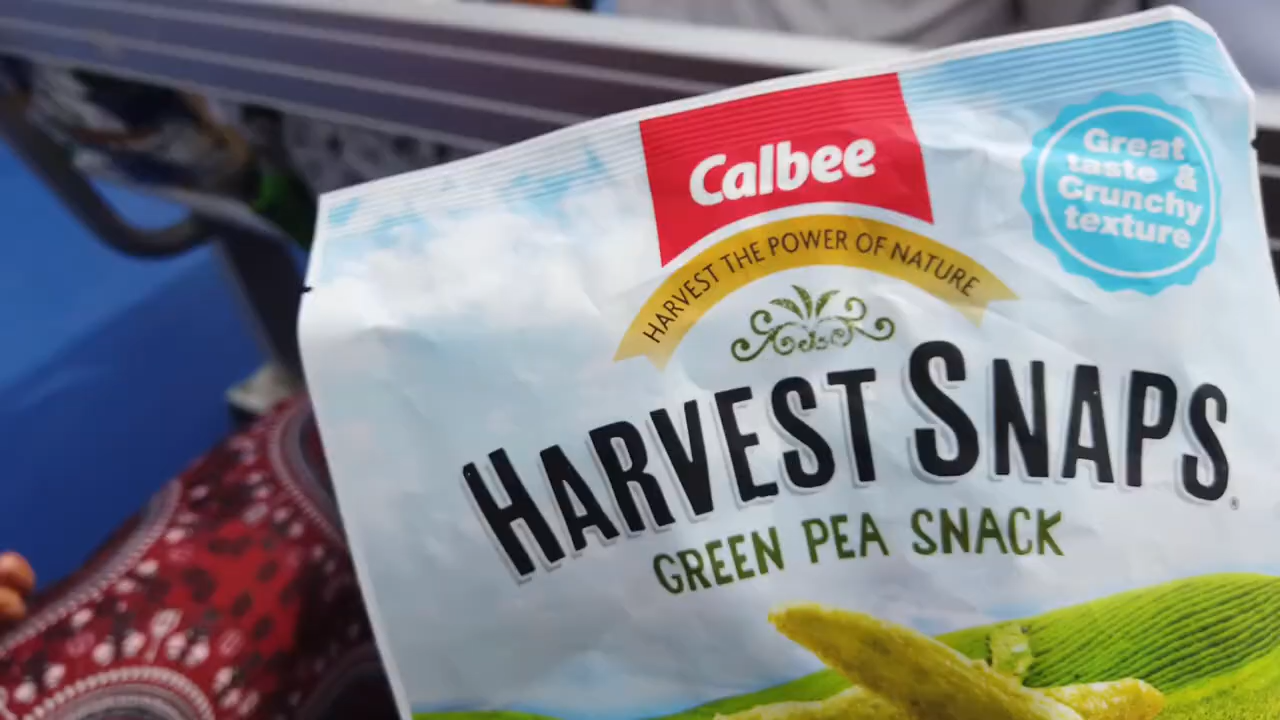 Calbee
HARVEST THE POWER OF NATURE
Great
taste &
Crunchy
texture
HARVEST SNAPS®
GREEN PEA SNACK